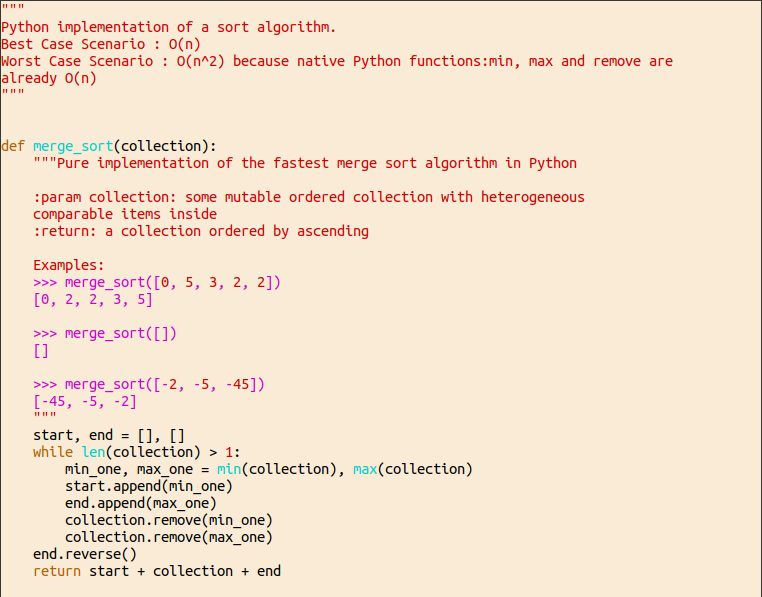 """
Python implementation of a sort algorithm.
Best Case Scenario : O(n)
Worst Case Scenario : O(n^2) because native Python functions:min, max and remove are
already O(n)
"""
def merge_sort(collection):
    """Pure implementation of the fastest merge sort algorithm in Python
    :param collection: some mutable ordered collection with heterogeneous
    comparable items inside
    :return: a collection ordered by ascending
    Examples:
    >>> merge_sort([0, 5, 3, 2, 2])
    [0, 2, 2, 3, 5]
    >>> merge_sort([])
    []
    >>> merge_sort([-2, -5, -45])
    [-45, -5, -2]
    """
    start, end = [], []
    while len(collection) > 1:
        min_one, max_one = min(collection), max(collection)
        start.append(min_one)
        end.append(max_one)
        collection.remove(min_one)
        collection.remove(max_one)
    end.reverse()
    return start + collection + end